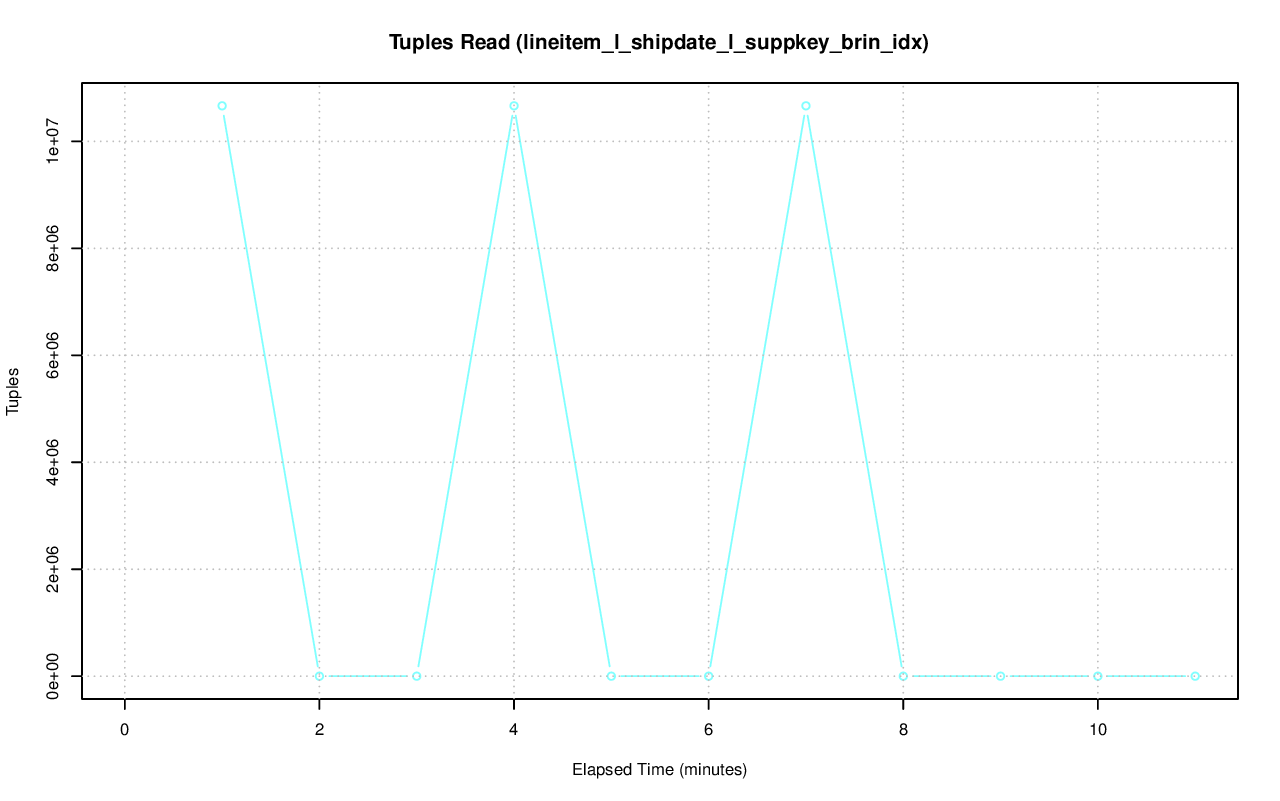 Tuples Read (lineitem_l_shipdate_l_suppkey_brin_idx)
1e+07
8e+06
6e+06
4e+06
2e+06
0e+00
Tuples
0 2 4 6 8 10
Elapsed Time (minutes)